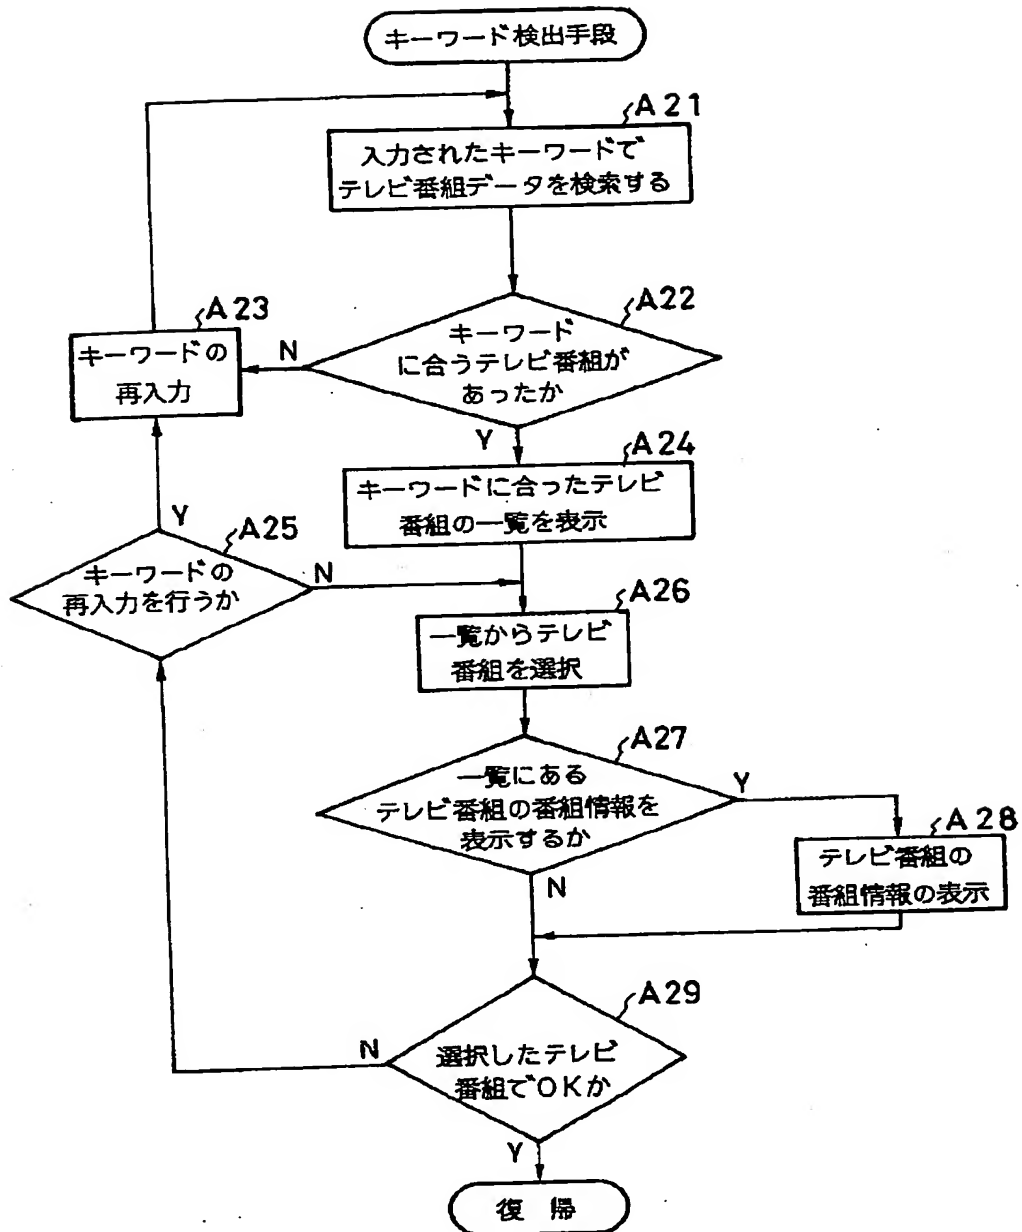 キーワード検出手段
A21
入力されたキーワードで
テレビ番組データを検索する
A22
キーワード
に合うテレビ番組が
あったか
N
Y
A23
キーワードの
再入力
A24
キーワードに合ったテレビ
番組の一覧を表示
A25
キーワードの
再入力を行うか
Y
N
A26
一覧からテレビ
番組を選択
A27
一覧にある
テレビ番組の番組情報を
表示するか
Y
N
A28
テレビ番組の
番組情報の表示
A29
選択したテレビ
番組でOKか
N
Y
復帰